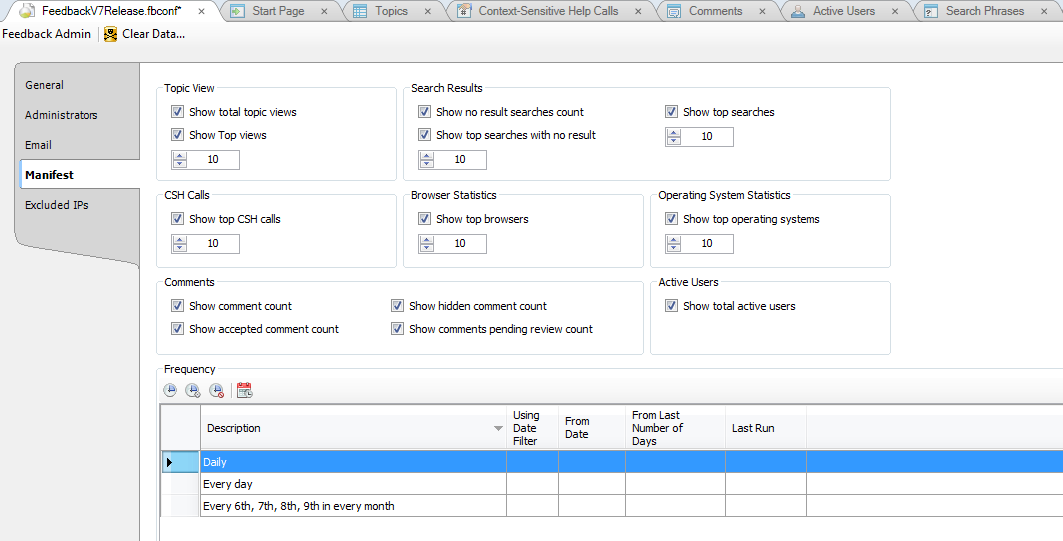 FeedbackV7Release.fbconf* × Start Page × Topics × Context-Sensitive Help Calls × Comments × Active Users × Search Phrases ×
Feedback Admin Clear Data...
General
Administrators
Email
Manifest
Excluded IPs
Topic View
Show total topic views
Show Top views
10
Search Results
Show no result searches count
Show top searches with no result
10
Show top searches
10
CSH Calls
Show top CSH calls
10
Browser Statistics
Show top browsers
10
Operating System Statistics
Show top operating systems
10
Comments
Show comment count
Show hidden comment count
Show accepted comment count
Show comments pending review count
Active Users
Show total active users
Frequency
Description
Using
Date
Filter
From
Date
From Last
Number of
Days
Last Run
Daily
Every day
Every 6th, 7th, 8th, 9th in every month